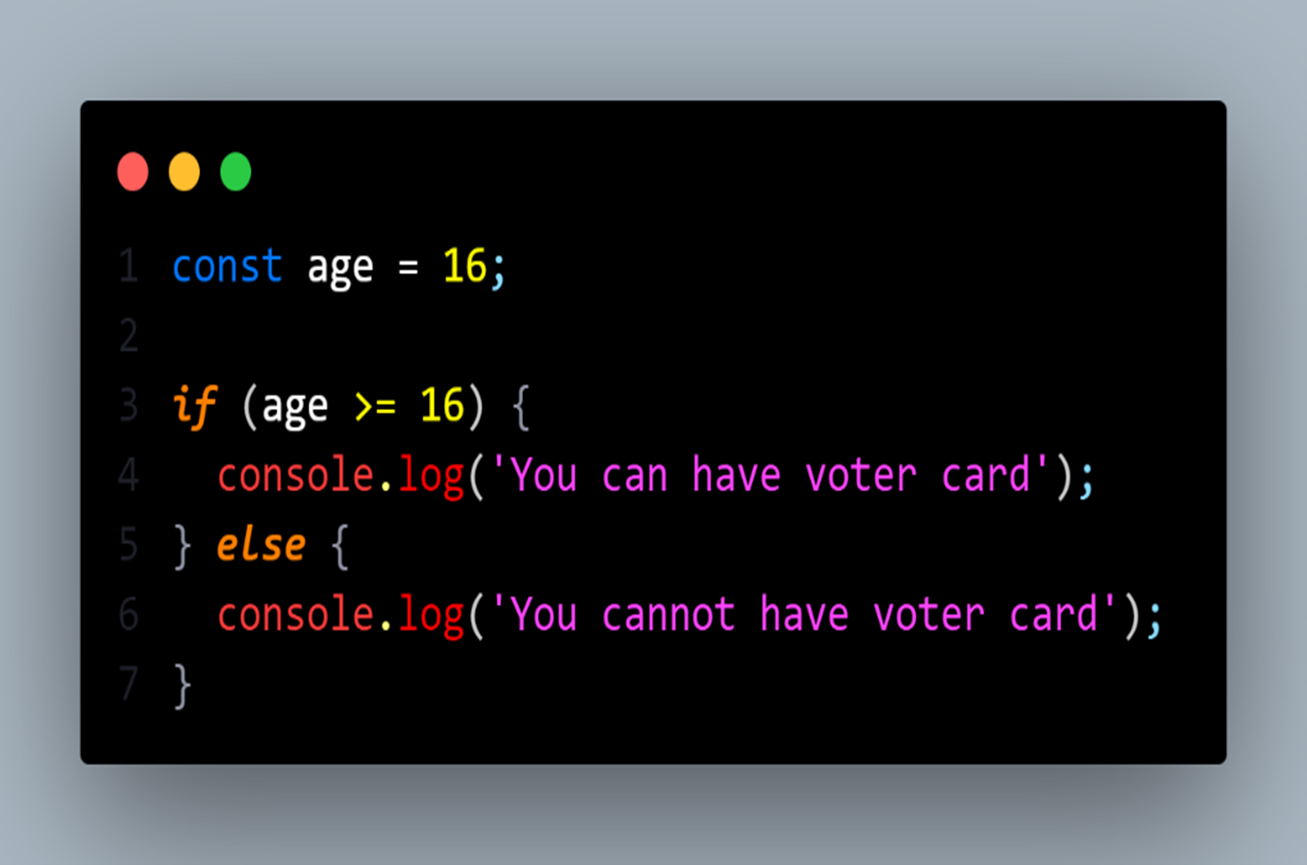 1 const age = 16;
2
3 if (age >= 16) {
4   console.log('You can have voter card');
5 } else {
6   console.log('You cannot have voter card');
7 }